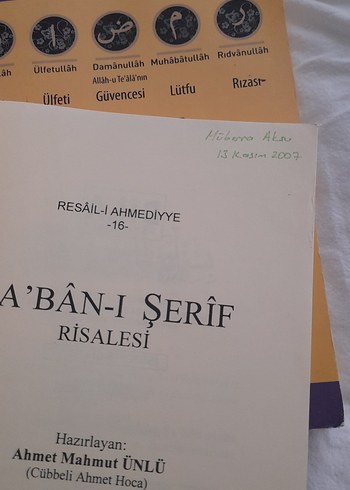 Ülfetullâh
Damânullâh
Muhâbatullâh
Rıdvânullâh
Allâh-u Te'âlâ'nın
Ülfeti
Güvencesi
Lütfu
Rızası
13 Kasım 2007
RESÂİL-İ AHMEDİYYE
-16-
A'BÂN-I ŞERÎF
RİSALESİ
Hazırlayan:
Ahmet Mahmut ÜNLÜ
(Cübbeli Ahmet Hoca)